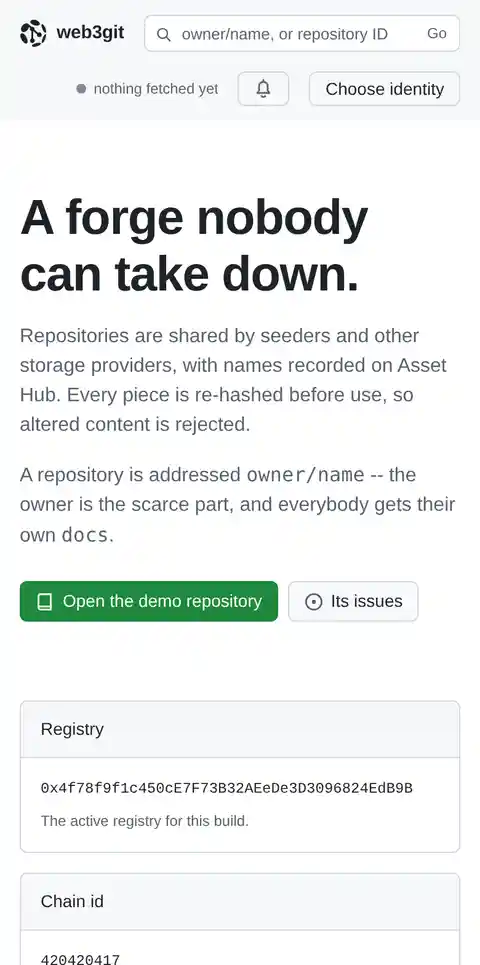 web3git
owner/name, or repository ID
Go
nothing fetched yet
Choose identity
A forge nobody
can take down.
Repositories are shared by seeders and other
storage providers, with names recorded on Asset
Hub. Every piece is re-hashed before use, so
altered content is rejected.
A repository is addressed owner/name -- the
owner is the scarce part, and everybody gets their
own docs.
Open the demo repository
Its issues
Registry
0x4f78f9f1c450cE7F73B32AEeDe3D3096824EdB9B
The active registry for this build.
Chain id
420420417